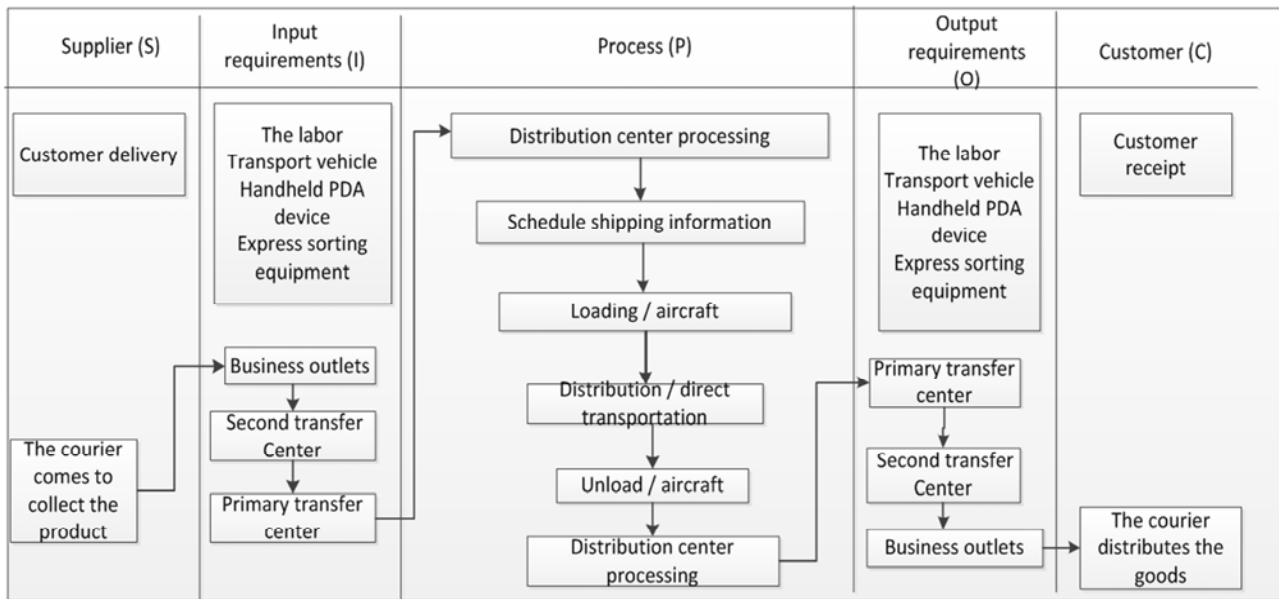 Supplier (S)
Input
requirements (I)
Process (P)
Output
requirements
(O)
Customer (C)
Customer delivery
The labor
Transport vehicle
Handheld PDA
device
Express sorting
equipment
Business outlets
Second transfer
Center
Primary transfer
center
The courier
comes to
collect the
product
Distribution center processing
Schedule shipping information
Loading / aircraft
Distribution / direct
transportation
Unload / aircraft
Distribution center
processing
The labor
Transport vehicle
Handheld PDA
device
Express sorting
equipment
Primary transfer
center
Second transfer
Center
Business outlets
Customer
receipt
The courier
distributes the
goods